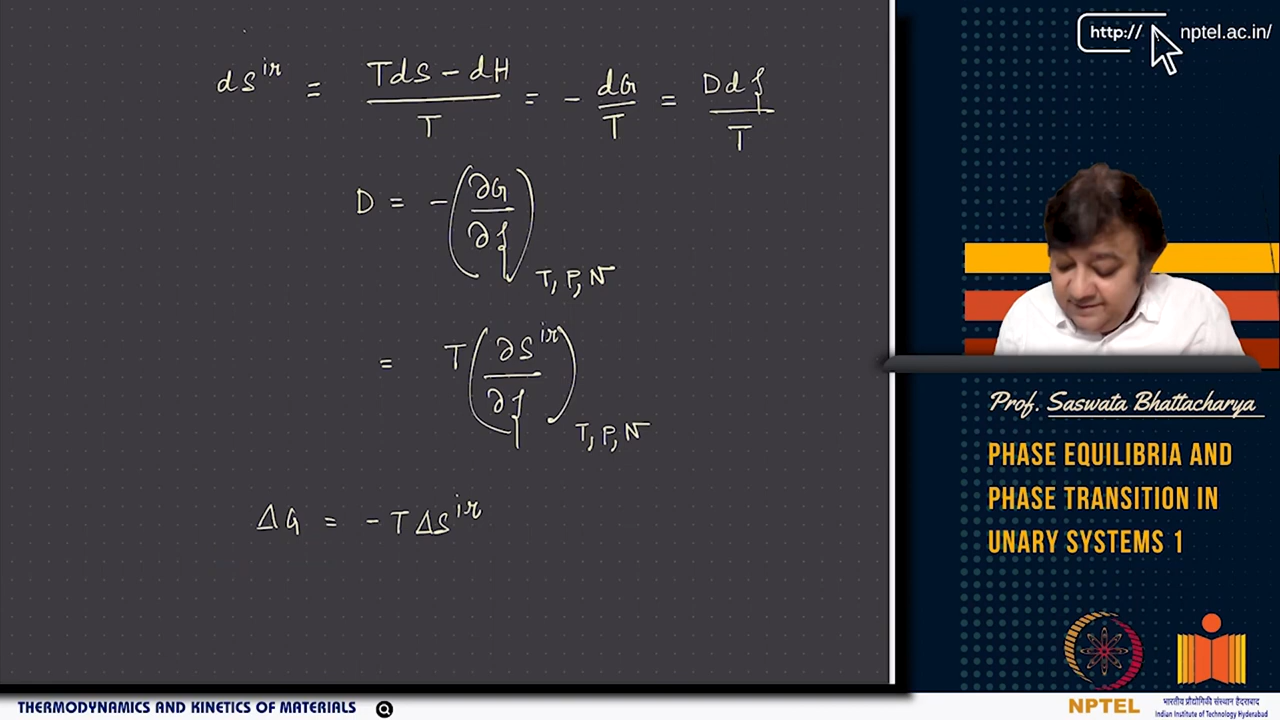 http:// nptel.ac.in/
dS^ir = (TdS - dH)/T = - dG/T = Ddξ/T
D = -(∂G/∂ξ)_T, P, N
= T(∂S^ir/∂ξ)_T, P, N
ΔG = -TΔS^ir
Prof. Saswata Bhattacharya
PHASE EQUILIBRIA AND
PHASE TRANSITION IN
UNARY SYSTEMS 1
THERMODYNAMICS AND KINETICS OF MATERIALS
NPTEL
भारतीय प्रौद्योगिकी संस्थान हैदराबाद
Indian Institute of Technology Hyderabad